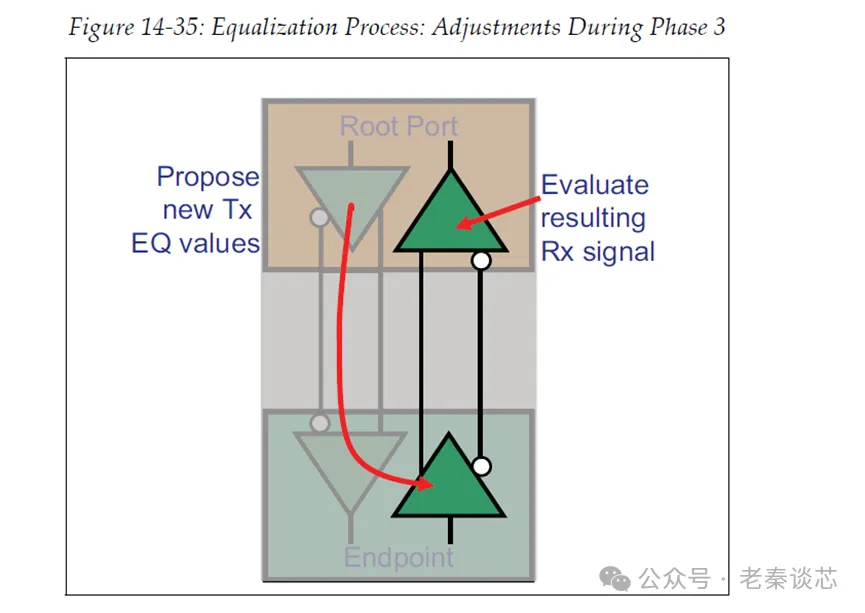 Figure 14-35: Equalization Process: Adjustments During Phase 3
Root Port
Propose
new Tx
EQ values
Evaluate
resulting
Rx signal
Endpoint
公众号 · 老秦谈芯